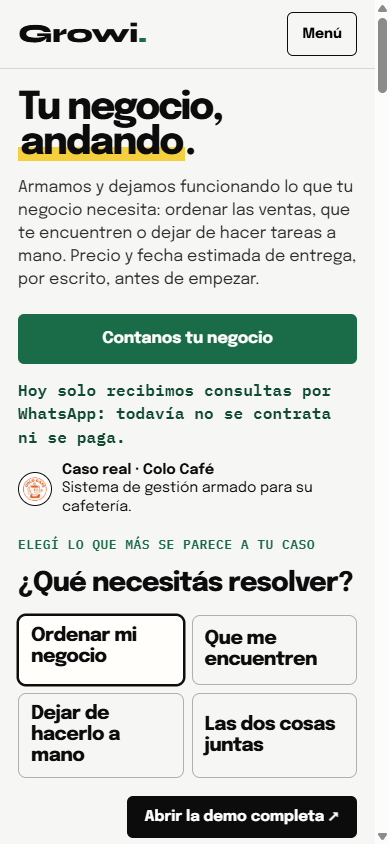 Growi.
Menú
Tu negocio,
andando.
Armamos y dejamos funcionando lo que tu
negocio necesita: ordenar las ventas, que
te encuentren o dejar de hacer tareas a
mano. Precio y fecha estimada de entrega,
por escrito, antes de empezar.
Contanos tu negocio
Hoy solo recibimos consultas por
WhatsApp: todavía no se contrata
ni se paga.
Caso real · Colo Café
Sistema de gestión armado para su
cafetería.
ELEGÍ LO QUE MÁS SE PARECE A TU CASO
¿Qué necesitás resolver?
Ordenar mi
negocio
Que me
encuentren
Dejar de
hacerlo a
mano
Las dos cosas
juntas
Abrir la demo completa ↗